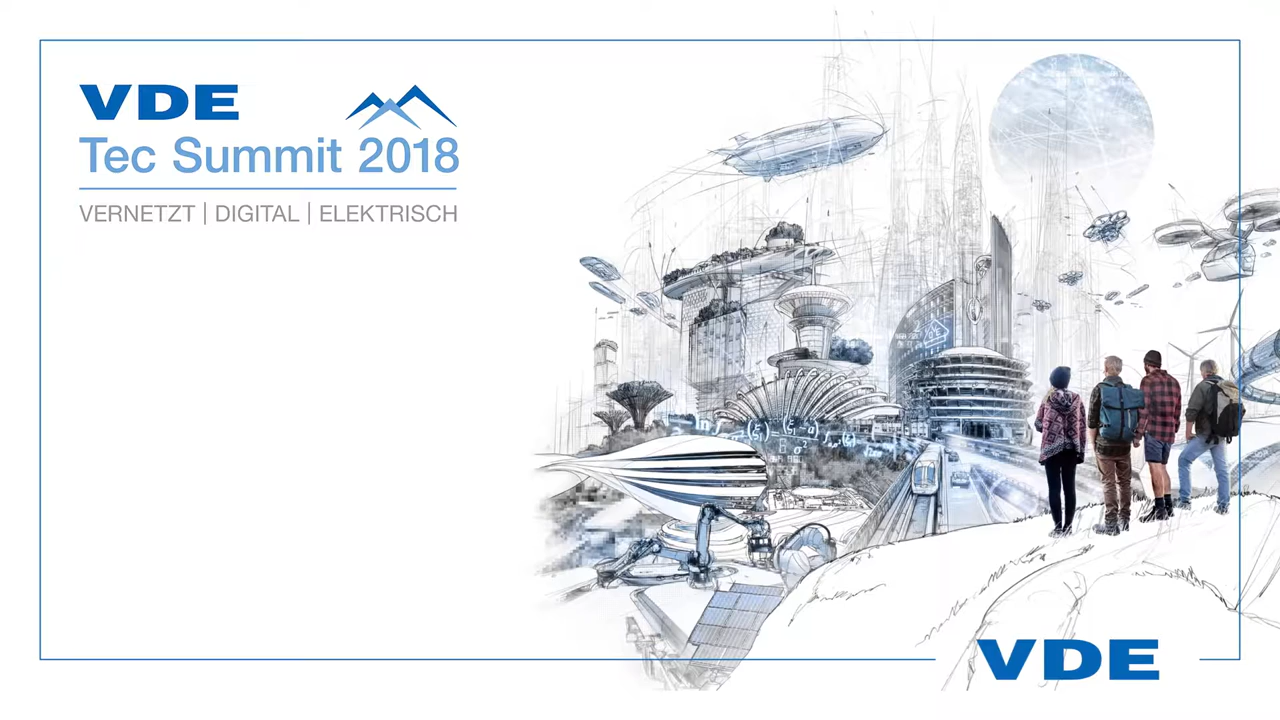 VDE
Tec Summit 2018
VERNETZT | DIGITAL | ELEKTRISCH
VDE